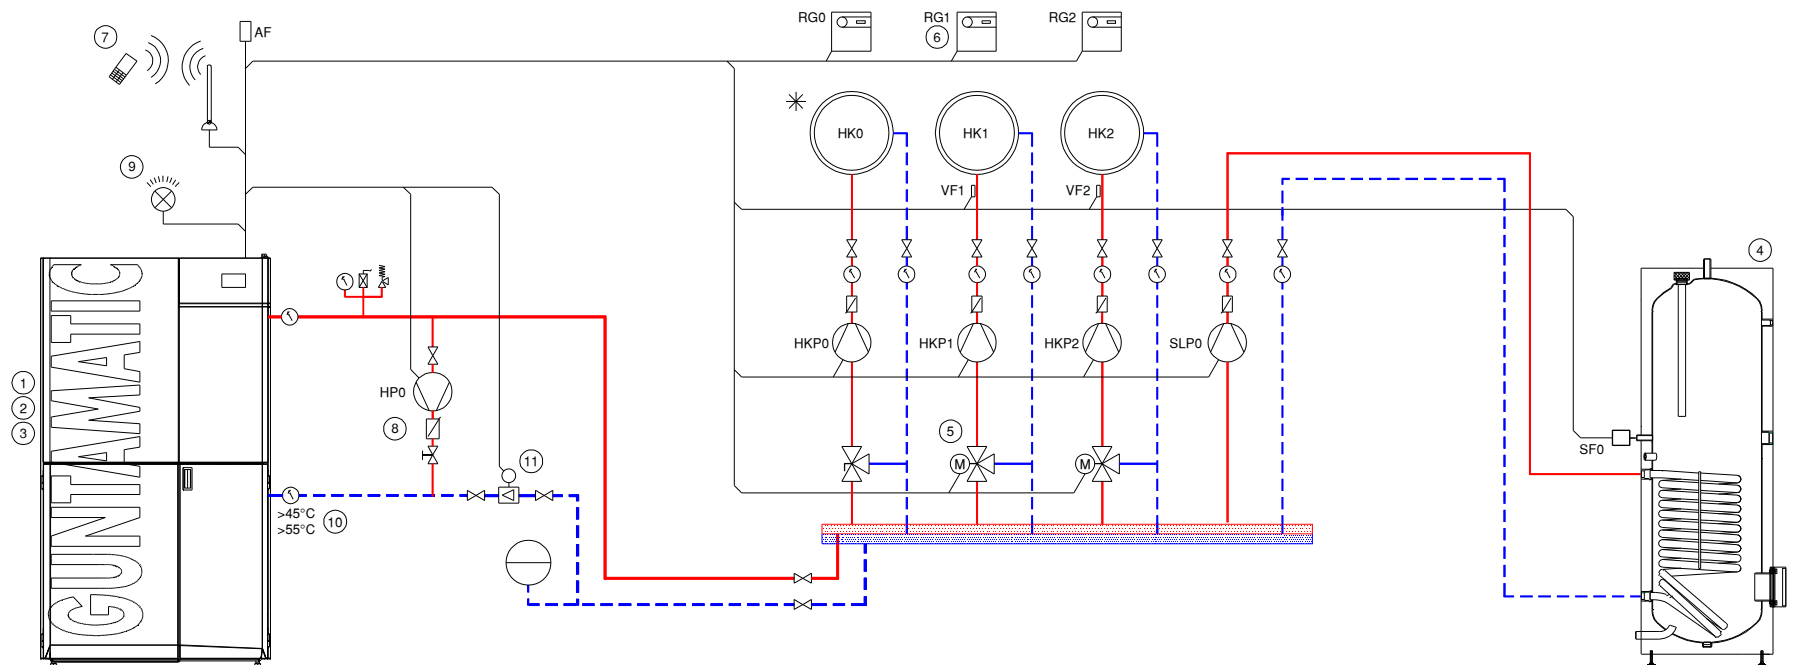 7
AF
RG0
RG1
RG2
6
HK0
HK1
HK2
9
VF1
VF2
4
GUNTAMATIC
HKP0
HKP1
HKP2
SLP0
1
2
3
HP0
8
5
SF0
11
M
M
>45°C
>55°C
10